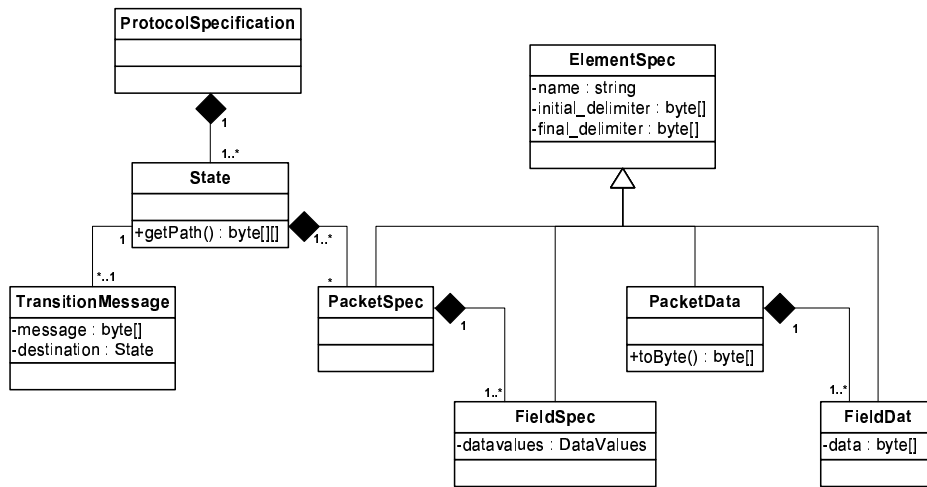 ProtocolSpecification
1
1..*
State
+getPath() : byte[][]
1
*..1
1..*
*
TransitionMessage
-message : byte[]
-destination : State
ElementSpec
-name : string
-initial_delimiter : byte[]
-final_delimiter : byte[]
PacketSpec
1
1..*
PacketData
+toByte() : byte[]
1
1..*
FieldSpec
-datavalues : DataValues
FieldDat
-data : byte[]